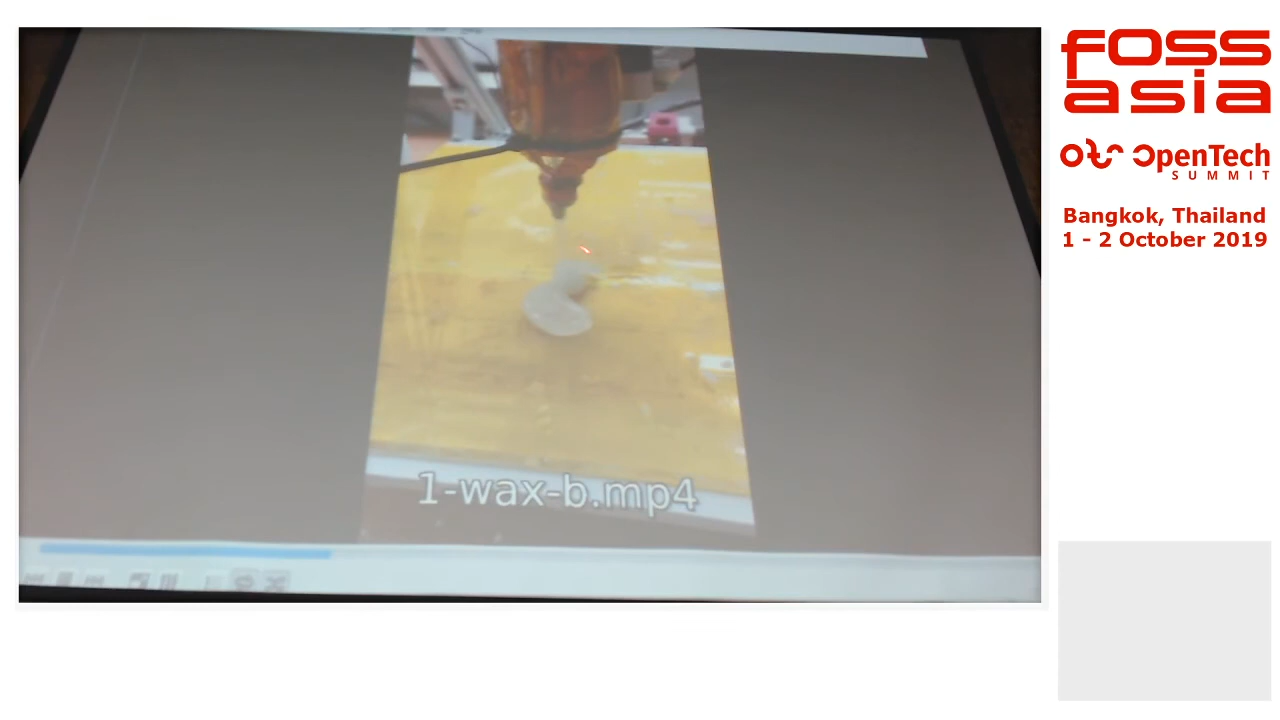 1-wax-b.mp4
foss
asia
OpenTech
SUMMIT
Bangkok, Thailand
1 - 2 October 2019